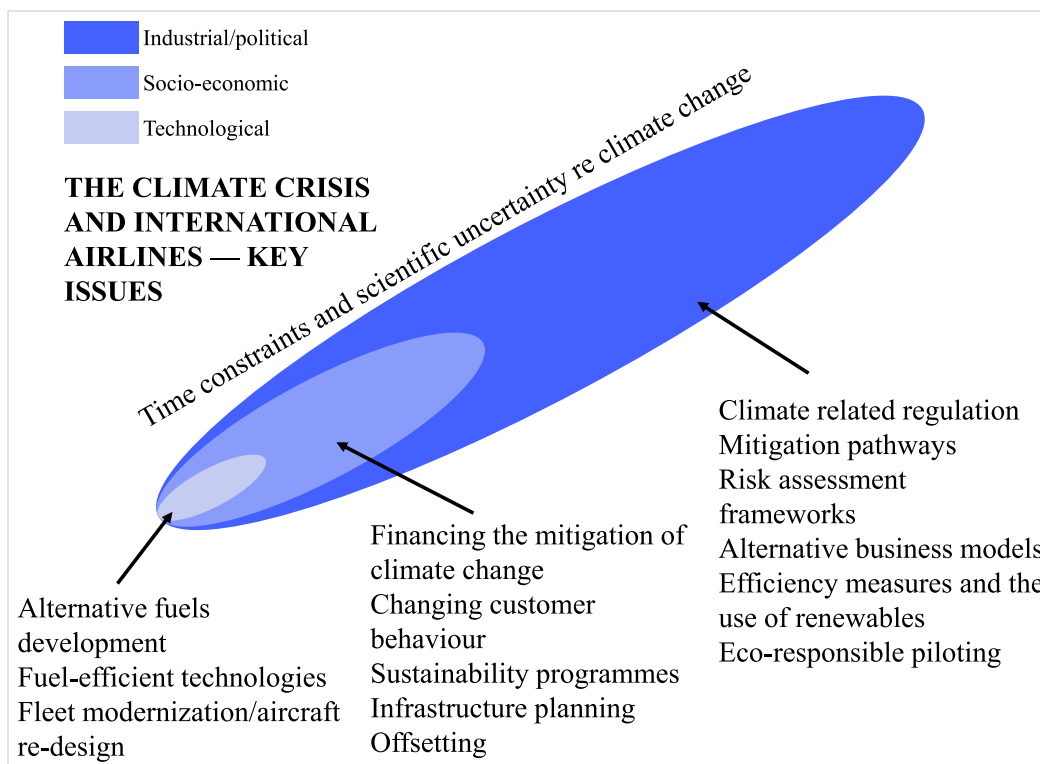 Industrial/political
Socio-economic
Technological
THE CLIMATE CRISIS
AND INTERNATIONAL
AIRLINES — KEY
ISSUES
Time constraints and scientific uncertainty re climate change
Alternative fuels
development
Fuel-efficient technologies
Fleet modernization/aircraft
re-design
Financing the mitigation of
climate change
Changing customer
behaviour
Sustainability programmes
Infrastructure planning
Offsetting
Climate related regulation
Mitigation pathways
Risk assessment
frameworks
Alternative business models
Efficiency measures and the
use of renewables
Eco-responsible piloting